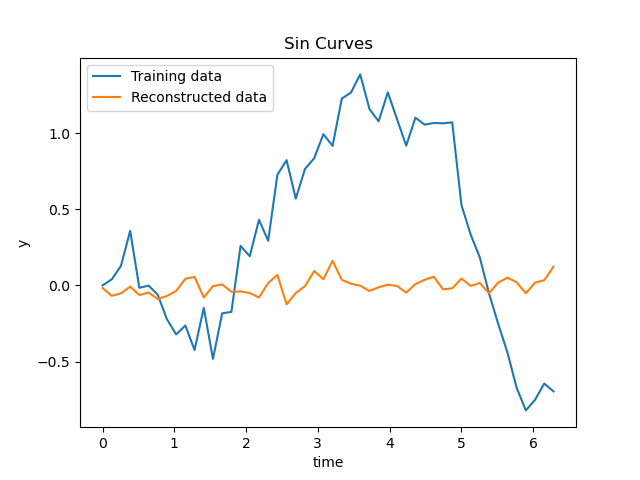 Sin Curves
Training data
Reconstructed data
y
1.0
0.5
0.0
−0.5
0 1 2 3 4 5 6
time